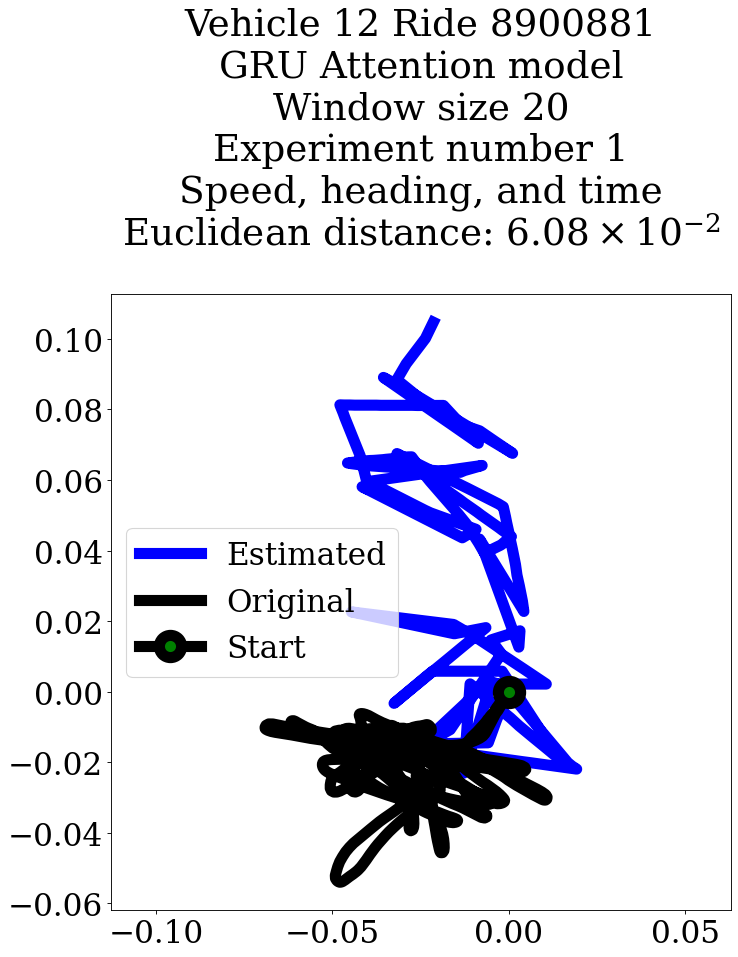 Vehicle 12 Ride 8900881
GRU Attention model
Window size 20
Experiment number 1
Speed, heading, and time
Euclidean distance: 6.08 × 10⁻²
0.10
0.08
0.06
0.04
0.02
0.00
−0.02
−0.04
−0.06
Estimated
Original
Start
−0.10
−0.05
0.00
0.05